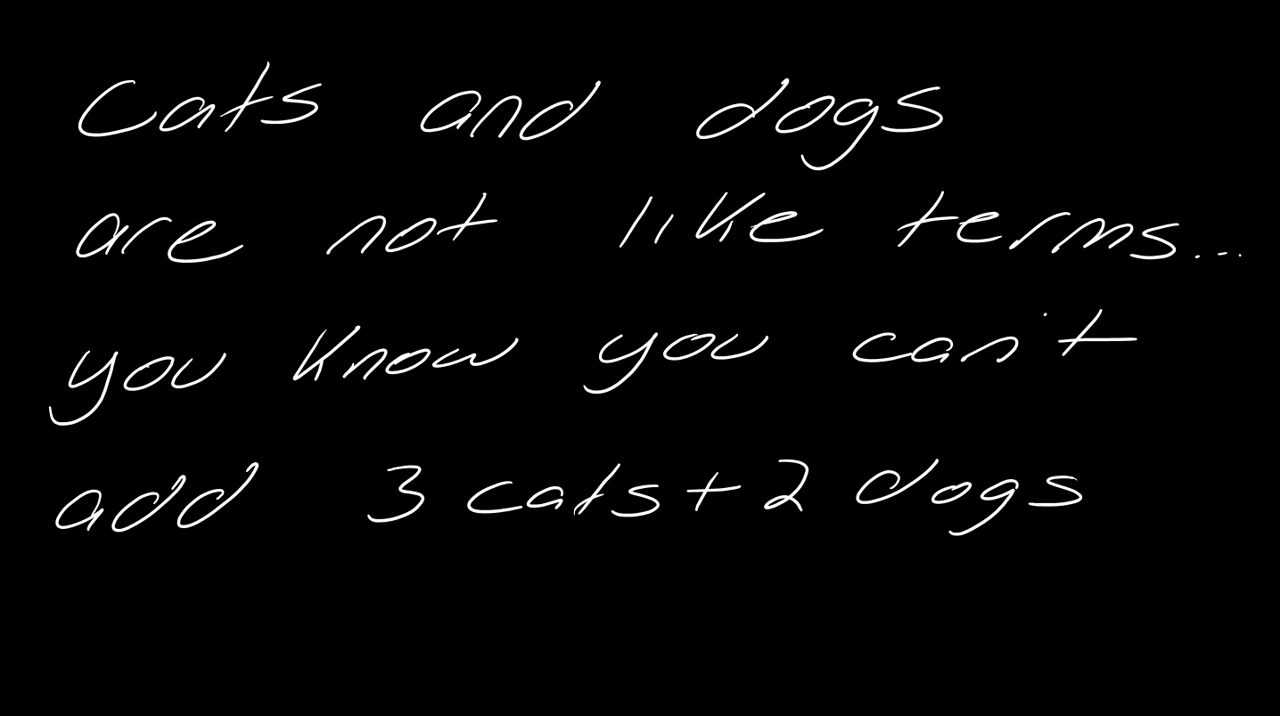 Cats and dogs
are not like terms...
you know you can't
add 3 cats + 2 dogs